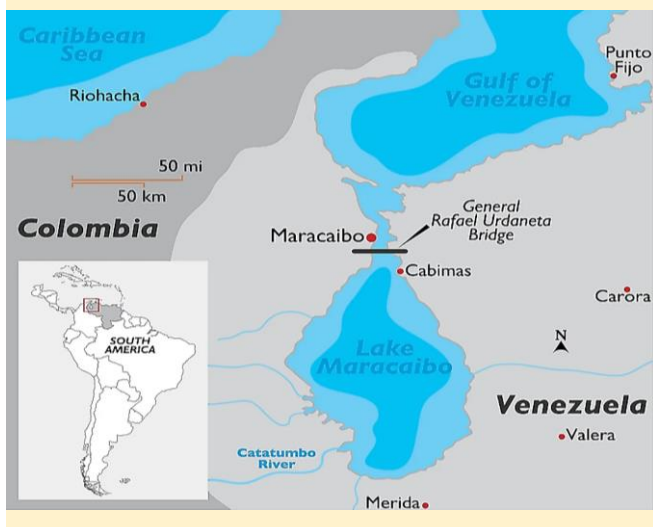 Caribbean
Sea
Punto
Fijo
Gulf of
Venezuela
Riohacha
50 mi
50 km
General
Rafael Urdaneta
Bridge
Colombia
Maracaibo
Cabimas
Carora
SOUTH
AMERICA
N
Lake
Maracaibo
Venezuela
Valera
Catatumbo
River
Merida